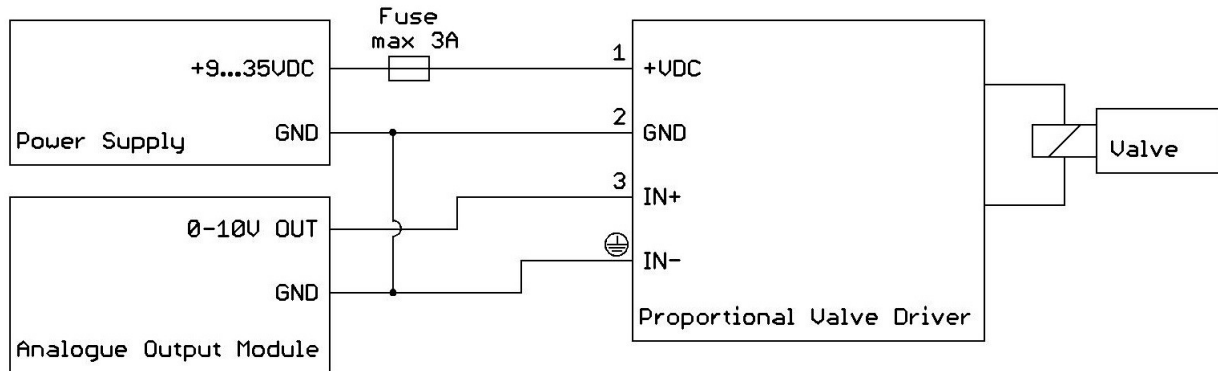 Fuse
max 3A
+9...35VDC
GND
Power Supply
0-10V OUT
GND
Analogue Output Module
1
+VDC
2
GND
3
IN+
IN-
Proportional Valve Driver
Valve